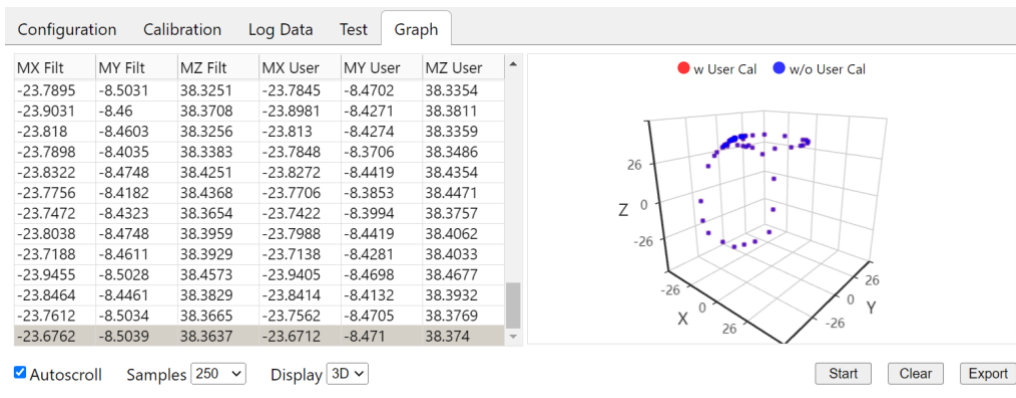 Configuration Calibration Log Data Test Graph
MX Filt MY Filt MZ Filt MX User MY User MZ User
-23.7895 -8.5031 38.3251 -23.7845 -8.4702 38.3354
-23.9031 -8.46 38.3708 -23.8981 -8.4271 38.3811
-23.818 -8.4603 38.3256 -23.813 -8.4274 38.3359
-23.7898 -8.4035 38.3383 -23.7848 -8.3706 38.3486
-23.8322 -8.4748 38.4251 -23.8272 -8.4419 38.4354
-23.7756 -8.4182 38.4368 -23.7706 -8.3853 38.4471
-23.7472 -8.4323 38.3654 -23.7422 -8.3994 38.3757
-23.8038 -8.4748 38.3959 -23.7988 -8.4419 38.4062
-23.7188 -8.4611 38.3929 -23.7138 -8.4281 38.4033
-23.9455 -8.5028 38.4573 -23.9405 -8.4698 38.4677
-23.8464 -8.4461 38.3829 -23.8414 -8.4132 38.3932
-23.7612 -8.5034 38.3665 -23.7562 -8.4705 38.3769
-23.6762 -8.5039 38.3637 -23.6712 -8.471 38.374
w User Cal w/o User Cal
26
Z 0
-26
-26 0 26
X
26 0 -26
Y
Autoscroll Samples 250 Display 3D Start Clear Export